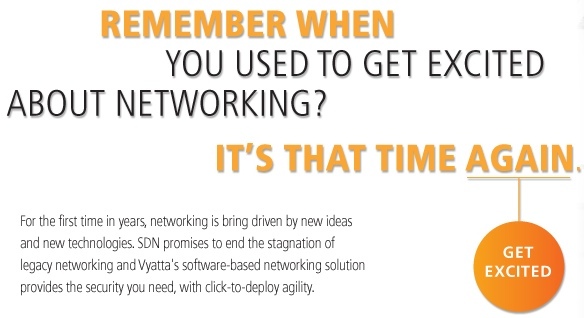 REMEMBER WHEN
YOU USED TO GET EXCITED
ABOUT NETWORKING?
IT'S THAT TIME AGAIN.
For the first time in years, networking is bring driven by new ideas
and new technologies. SDN promises to end the stagnation of
legacy networking and Vyatta's software-based networking solution
provides the security you need, with click-to-deploy agility.
GET
EXCITED